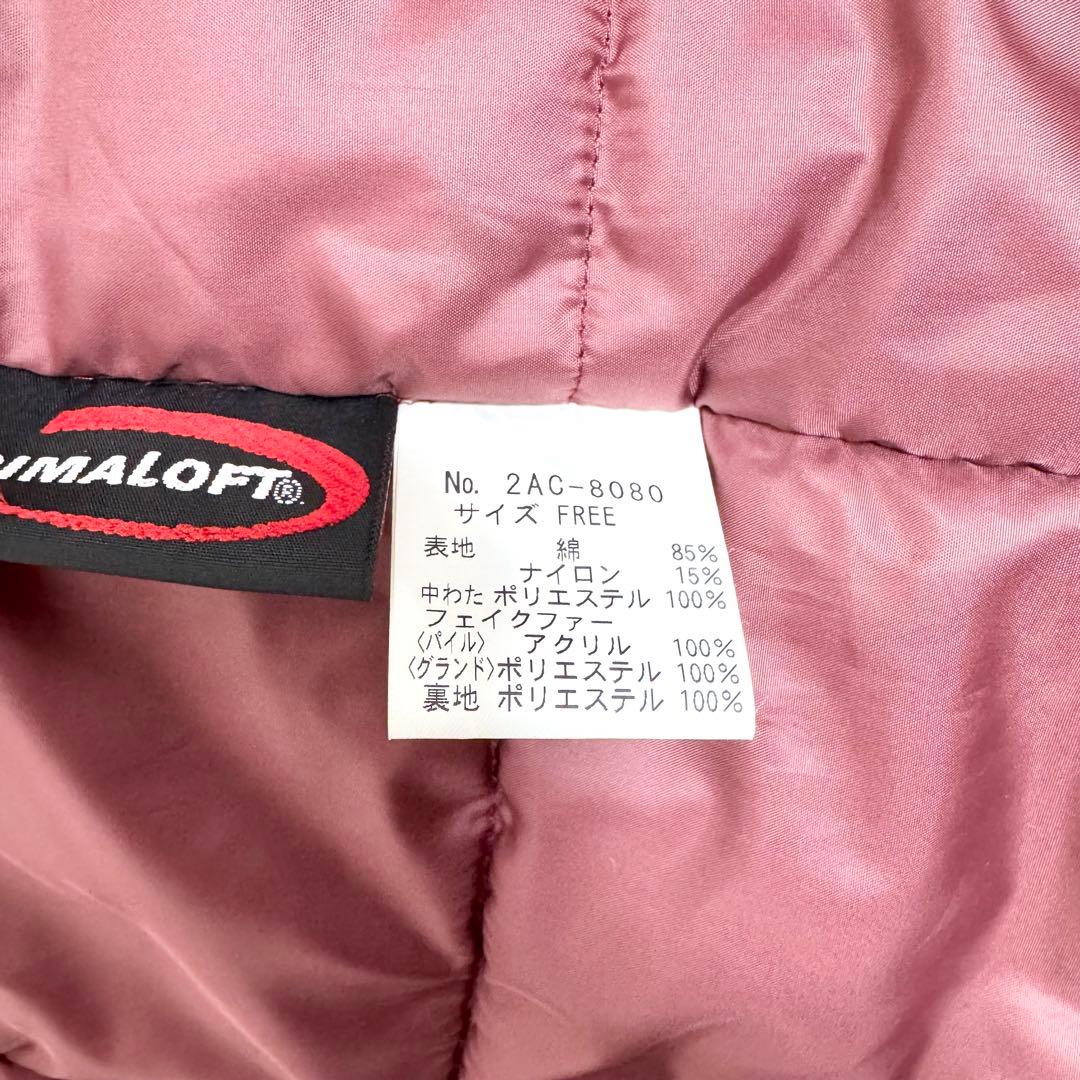 IMALOFT®
No. 2AC-8080
サイズ FREE
表地 綿 85%
ナイロン 15%
中わた ポリエステル 100%
フェイクファー
〈パイル〉 アクリル 100%
〈グランド〉ポリエステル 100%
裏地 ポリエステル 100%